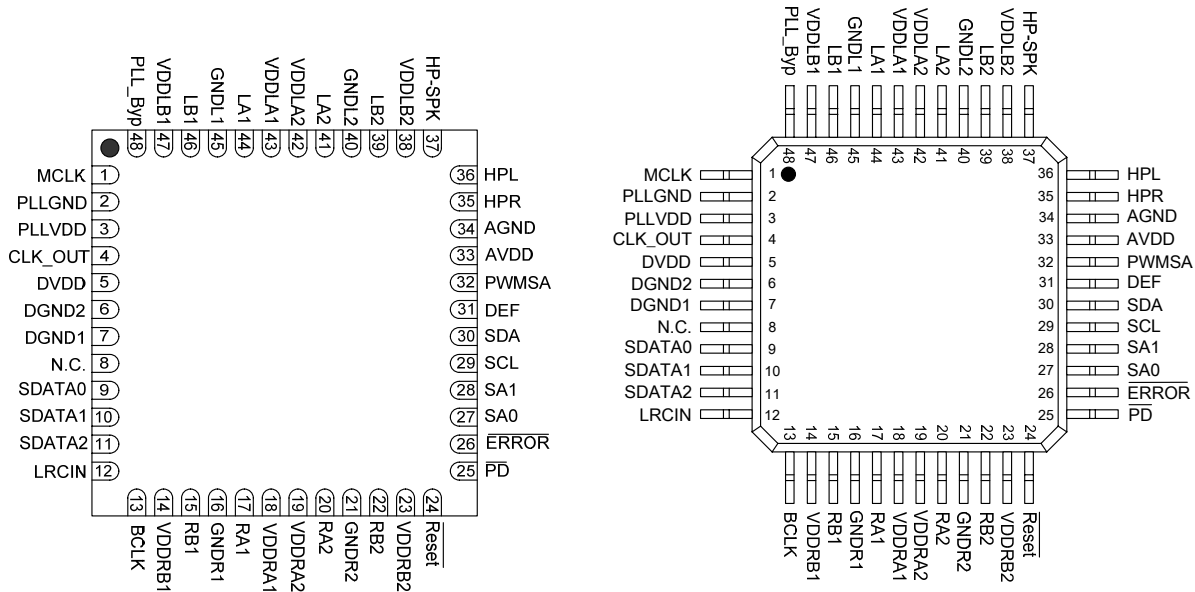 PLL_Byp
VDDLB1
LB1
GNDL1
LA1
VDDLA1
VDDLA2
LA2
GNDL2
LB2
VDDLB2
HP-SPK
48
47
46
45
44
43
42
41
40
39
38
37
MCLK 1
PLLGND 2
PLLVDD 3
CLK_OUT 4
DVDD 5
DGND2 6
DGND1 7
N.C. 8
SDATA0 9
SDATA1 10
SDATA2 11
LRCIN 12
36 HPL
35 HPR
34 AGND
33 AVDD
32 PWMSA
31 DEF
30 SDA
29 SCL
28 SA1
27 SA0
26 ERROR
25 PD
13
14
15
16
17
18
19
20
21
22
23
24
BCLK
VDDRB1
RB1
GNDR1
RA1
VDDRA1
VDDRA2
RA2
GNDR2
RB2
VDDRB2
Reset
PLL_Byp
VDDLB1
LB1
GNDL1
LA1
VDDLA1
VDDLA2
LA2
GNDL2
LB2
VDDLB2
HP-SPK
48
47
46
45
44
43
42
41
40
39
38
37
MCLK 1
PLLGND 2
PLLVDD 3
CLK_OUT 4
DVDD 5
DGND2 6
DGND1 7
N.C. 8
SDATA0 9
SDATA1 10
SDATA2 11
LRCIN 12
36 HPL
35 HPR
34 AGND
33 AVDD
32 PWMSA
31 DEF
30 SDA
29 SCL
28 SA1
27 SA0
26 ERROR
25 PD
13
14
15
16
17
18
19
20
21
22
23
24
BCLK
VDDRB1
RB1
GNDR1
RA1
VDDRA1
VDDRA2
RA2
GNDR2
RB2
VDDRB2
Reset